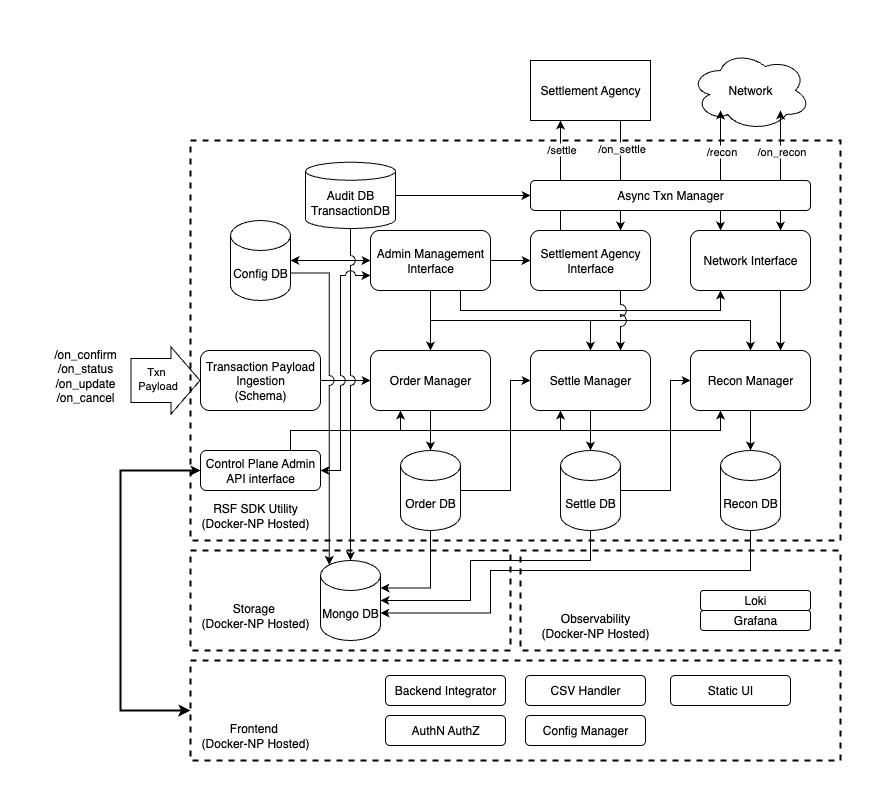 Settlement Agency
Network
/settle
/on_settle
/recon
/on_recon
Audit DB
TransactionDB
Async Txn Manager
Config DB
Admin Management
Interface
Settlement Agency
Interface
Network Interface
/on_confirm
/on_status
/on_update
/on_cancel
Txn
Payload
Transaction Payload
Ingestion
(Schema)
Order Manager
Settle Manager
Recon Manager
Control Plane Admin
API interface
Order DB
Settle DB
Recon DB
RSF SDK Utility
(Docker-NP Hosted)
Storage
(Docker-NP Hosted)
Mongo DB
Observability
(Docker-NP Hosted)
Loki
Grafana
Frontend
(Docker-NP Hosted)
Backend Integrator
CSV Handler
Static UI
AuthN AuthZ
Config Manager